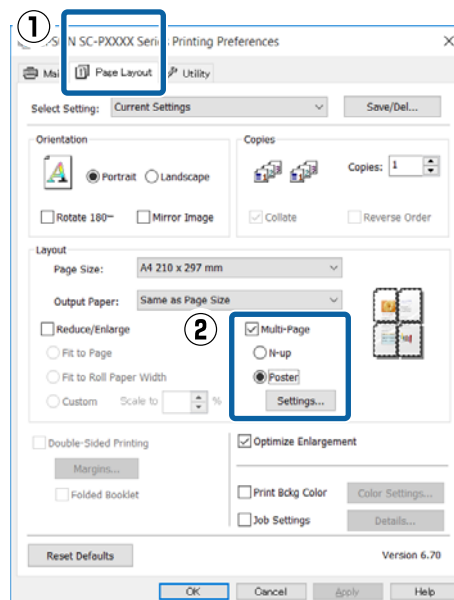 1
SC-PXXXX Series Printing Preferences
Page Layout
Utility
Select Setting: Current Settings
Save/Del...
Orientation
Copies
Portrait
Landscape
Copies: 1
Rotate 180°
Mirror Image
Collate
Reverse Order
Layout
Page Size: A4 210 x 297 mm
Output Paper: Same as Page Size
Reduce/Enlarge
2
Multi-Page
Fit to Page
N-up
Fit to Roll Paper Width
Poster
Custom
Scale to
%
Settings...
Double-Sided Printing
Optimize Enlargement
Margins...
Folded Booklet
Print Bckg Color
Color Settings...
Job Settings
Details...
Reset Defaults
Version 6.70
OK
Cancel
Apply
Help